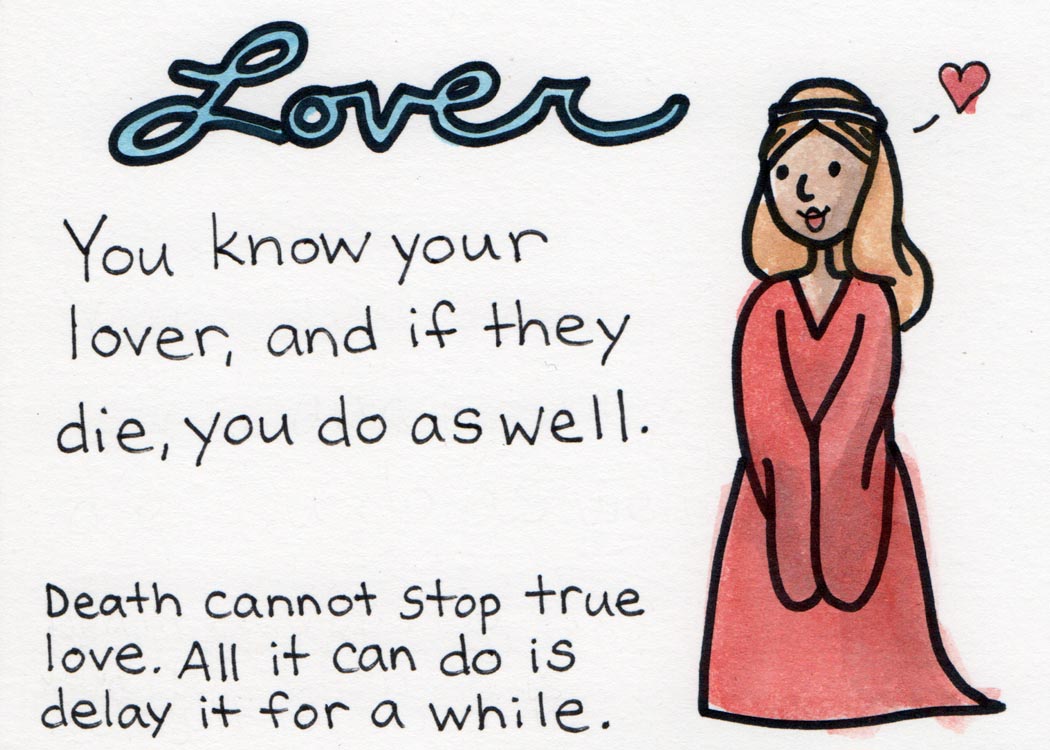 Lover
You know your
lover, and if they
die, you do as well.
Death cannot stop true
love. All it can do is
delay it for a while.